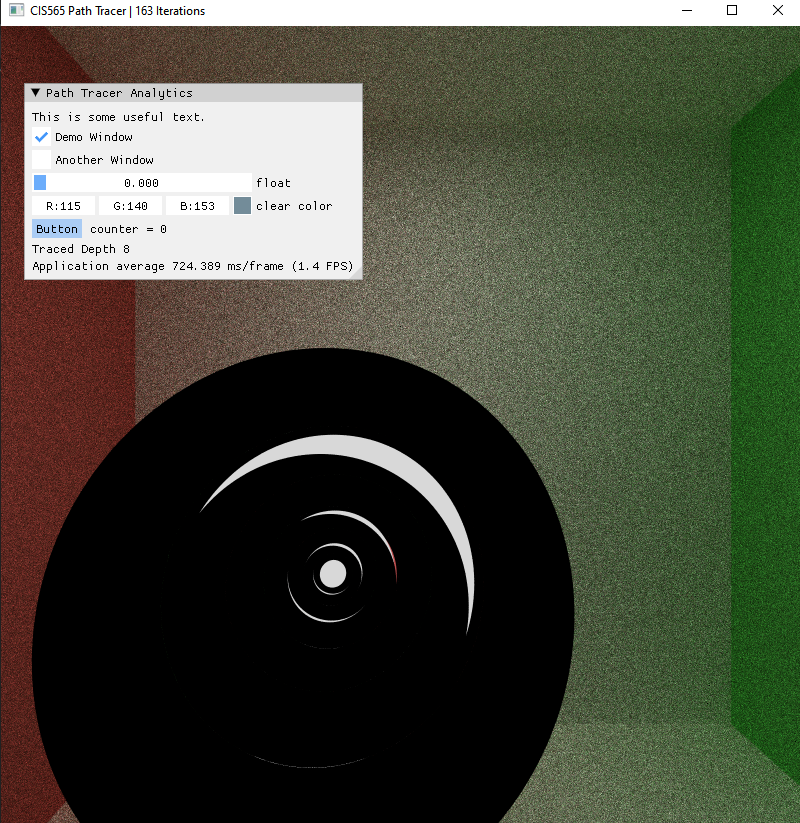 CIS565 Path Tracer | 163 Iterations
Path Tracer Analytics
This is some useful text.
Demo Window
Another Window
0.000 float
R:115 G:140 B:153 clear color
Button counter = 0
Traced Depth 8
Application average 724.389 ms/frame (1.4 FPS)